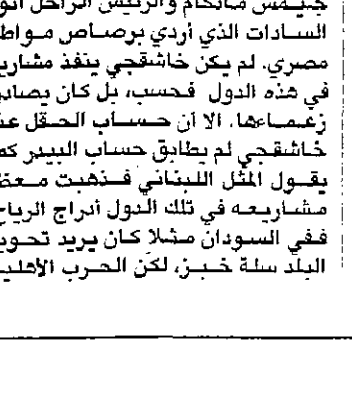 جيمس مانكام والرئيس الراحل انو
السادات الذي أردي برصاص مواط
مصري. لم يكن خاشقجي ينفذ مشاري
في هذه الدول فحسب، بل كان يصادر
زعماءها. الا أن حساب الحقل عن
خاشقجي لم يطابق حساب البيدر كم
يقول المثل اللبناني فذهبت معظ
مشاريعه في تلك الدول أدراج الرياح
ففي السودان مثلا كان يريد تحوي
البلد سلة خبز، لكن الحرب الأهلي